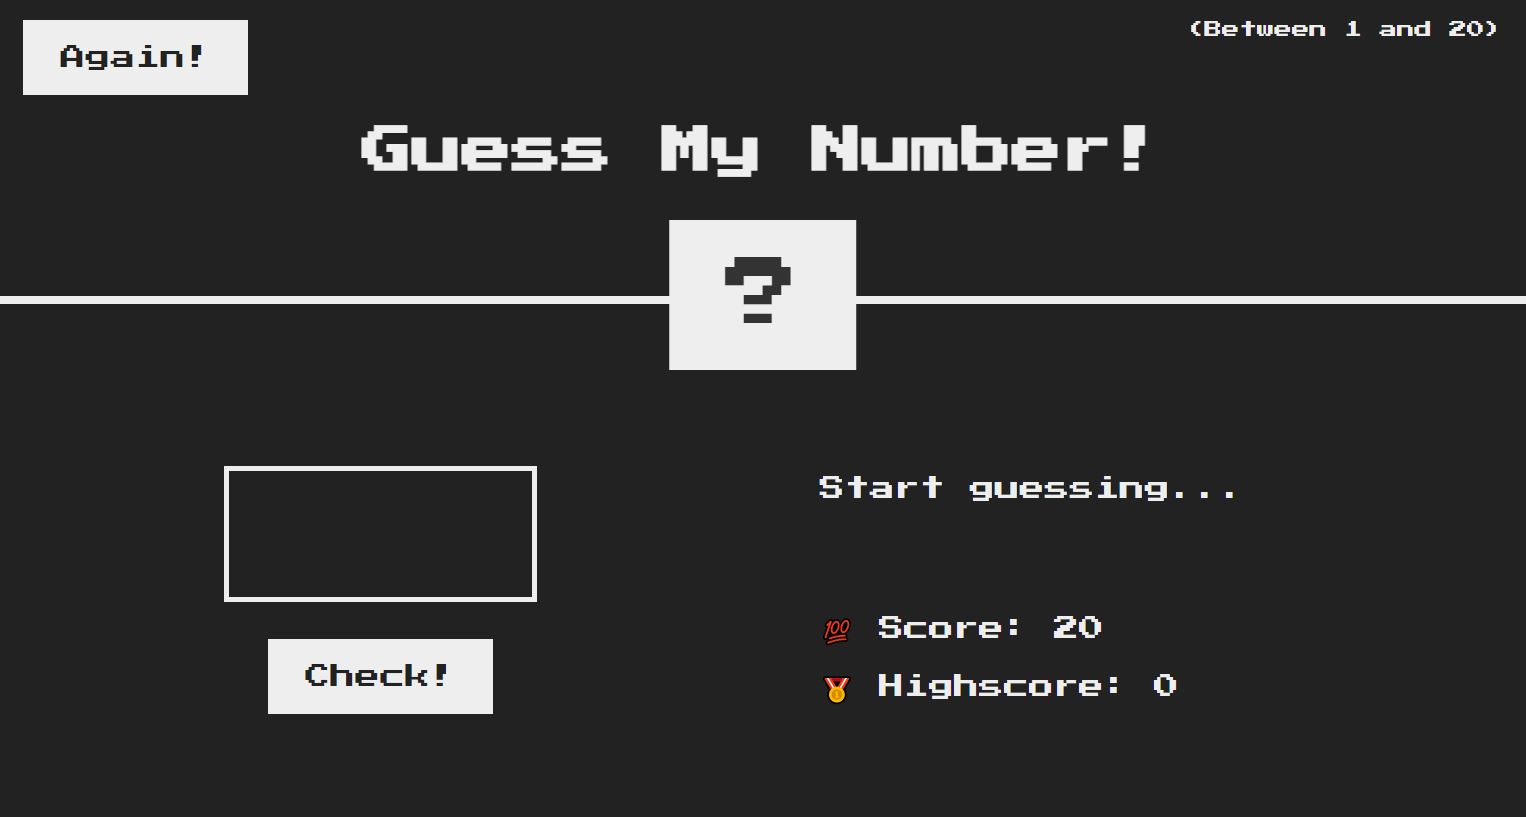 Again!
(Between 1 and 20)
Guess My Number!
?
Start guessing...
💯 Score: 20
Check!
🥇 Highscore: 0